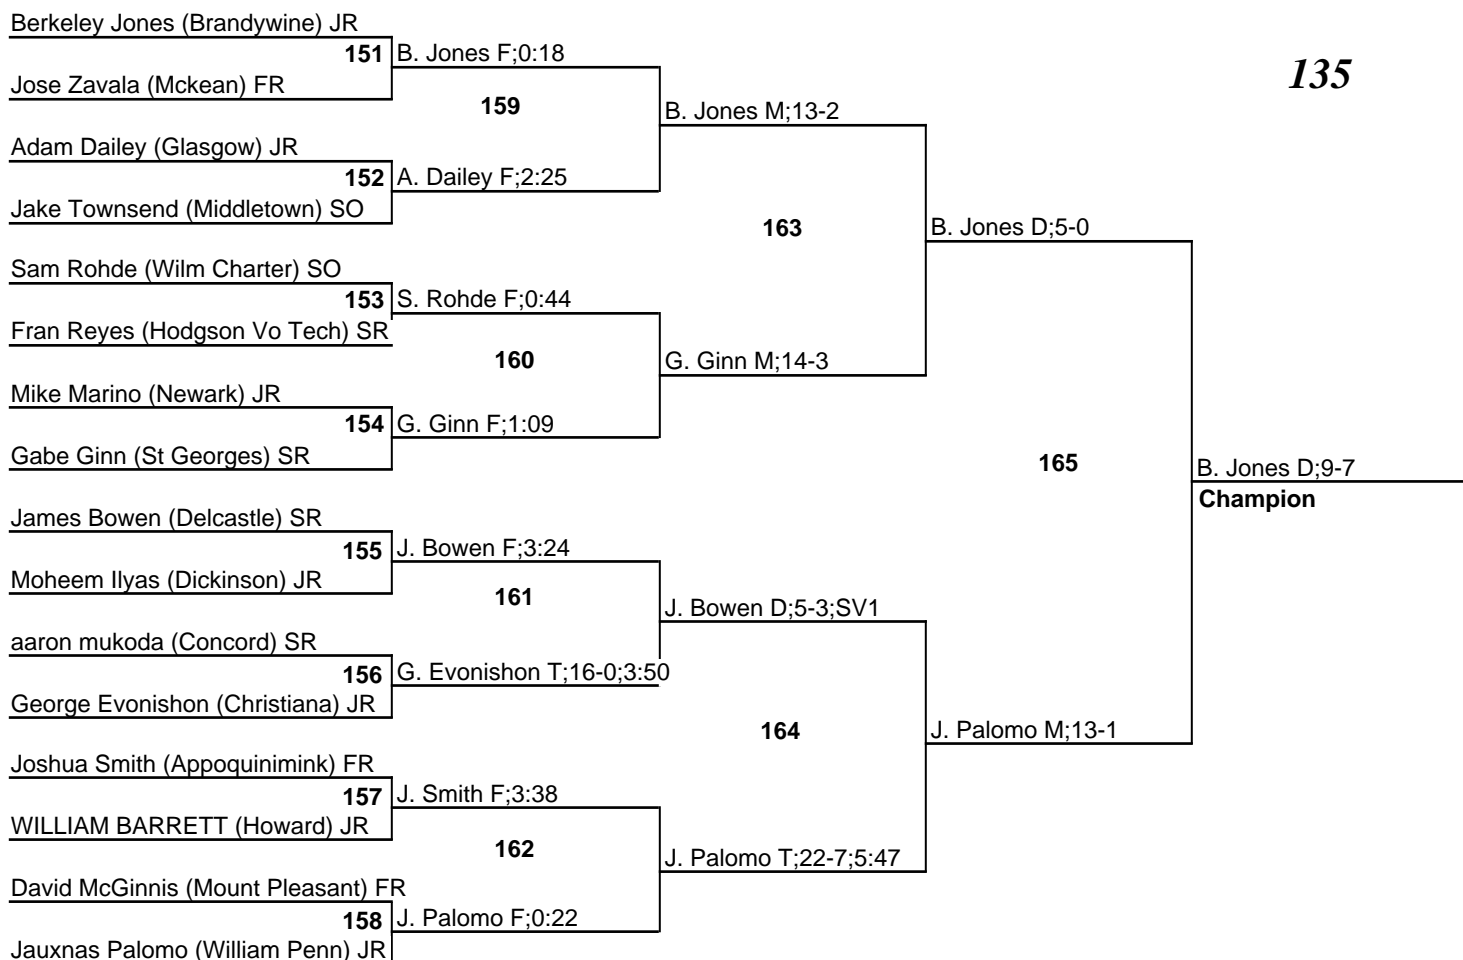 Berkeley Jones (Brandywine) JR
151 B. Jones F;0:18
135
Jose Zavala (Mckean) FR
159
B. Jones M;13-2
Adam Dailey (Glasgow) JR
152 A. Dailey F;2:25
Jake Townsend (Middletown) SO
163
B. Jones D;5-0
Sam Rohde (Wilm Charter) SO
153 S. Rohde F;0:44
Fran Reyes (Hodgson Vo Tech) SR
160
G. Ginn M;14-3
Mike Marino (Newark) JR
154 G. Ginn F;1:09
Gabe Ginn (St Georges) SR
165
B. Jones D;9-7
Champion
James Bowen (Delcastle) SR
155 J. Bowen F;3:24
Moheem Ilyas (Dickinson) JR
161
J. Bowen D;5-3;SV1
aaron mukoda (Concord) SR
156 G. Evonishon T;16-0;3:50
George Evonishon (Christiana) JR
164
J. Palomo M;13-1
Joshua Smith (Appoquinimink) FR
157 J. Smith F;3:38
WILLIAM BARRETT (Howard) JR
162
J. Palomo T;22-7;5:47
David McGinnis (Mount Pleasant) FR
158 J. Palomo F;0:22
Jauxnas Palomo (William Penn) JR